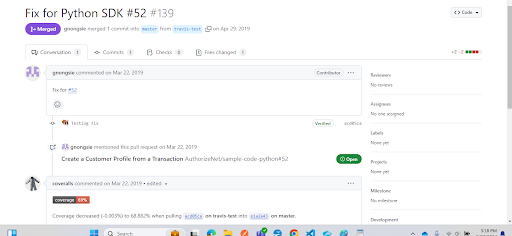 Fix for Python SDK #52 #139
Code
Merged gnongsie merged 1 commit into master from travis-test on Apr 29, 2019
Conversation 1 Commits 1 Checks 0 Files changed 1
+2 -2
gnongsie commented on Mar 22, 2019 Contributor
Fix for #52
Testing fix Verified
gnongsie mentioned this pull request on Mar 22, 2019
Create a Customer Profile from a Transaction AuthorizeNet/sample-code-python#52 Open
coveralls commented on Mar 22, 2019 • edited
coverage 69%
Coverage decreased (-0.003%) to 68.882% when pulling on travis-test into on master.
Reviewers
No reviews
Assignees
No one assigned
Labels
None yet
Projects
None yet
Milestone
No milestone
Development
Search
5:18 PM